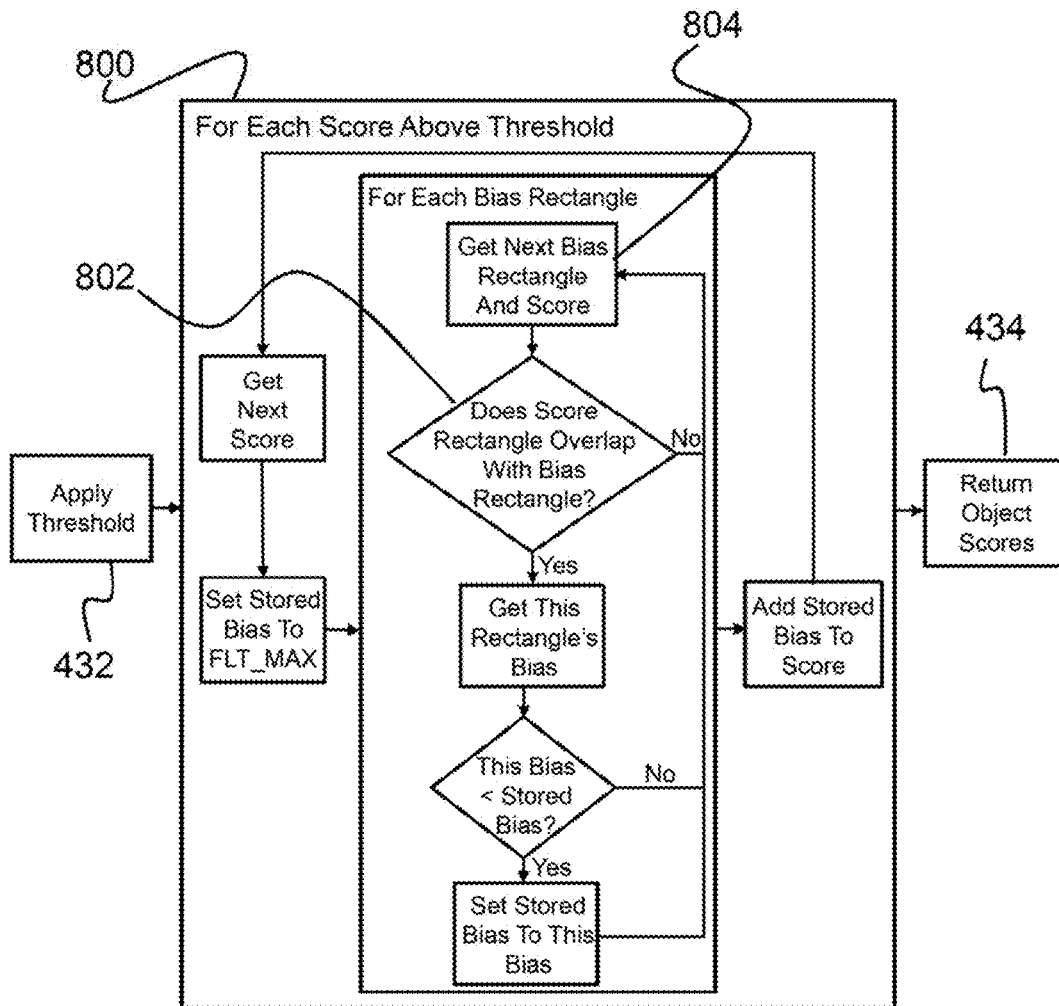 804
800
For Each Score Above Threshold
For Each Bias Rectangle
Get Next Bias
Rectangle
And Score
802
434
Get
Next
Score
Does Score
Rectangle Overlap
With Bias
Rectangle?
No
Apply
Threshold
Return
Object
Scores
Yes
Set Stored
Bias To
FLT_MAX
Get This
Rectangle's
Bias
Add Stored
Bias To
Score
432
This Bias
< Stored
Bias?
No
Yes
Set Stored
Bias To This
Bias